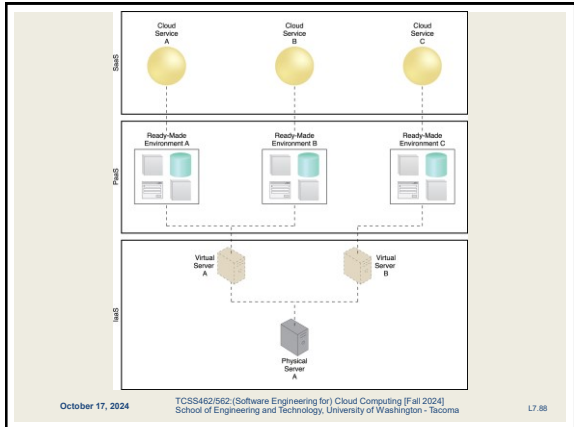 Cloud
Service
A
Cloud
Service
B
Cloud
Service
C
SaaS
Ready-Made
Environment A
Ready-Made
Environment B
Ready-Made
Environment C
PaaS
Virtual
Server
A
Virtual
Server
B
IaaS
Physical
Server
A
October 17, 2024
TCSS462/562:(Software Engineering for) Cloud Computing [Fall 2024]
School of Engineering and Technology, University of Washington - Tacoma
L7.88